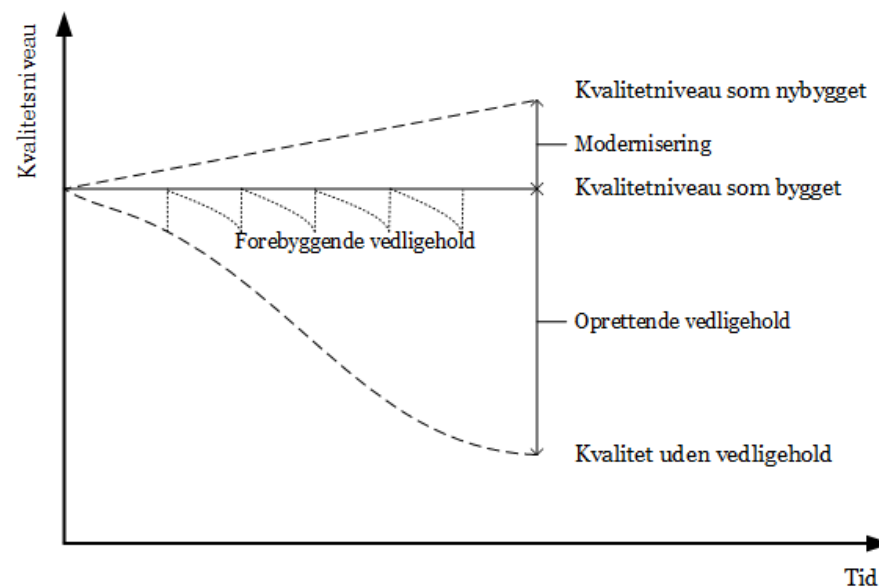 Kvalitetsniveau
Kvalitetniveau som nybygget
Modernisering
Kvalitetniveau som bygget
Forebyggende vedligehold
Oprettende vedligehold
Kvalitet uden vedligehold
Tid